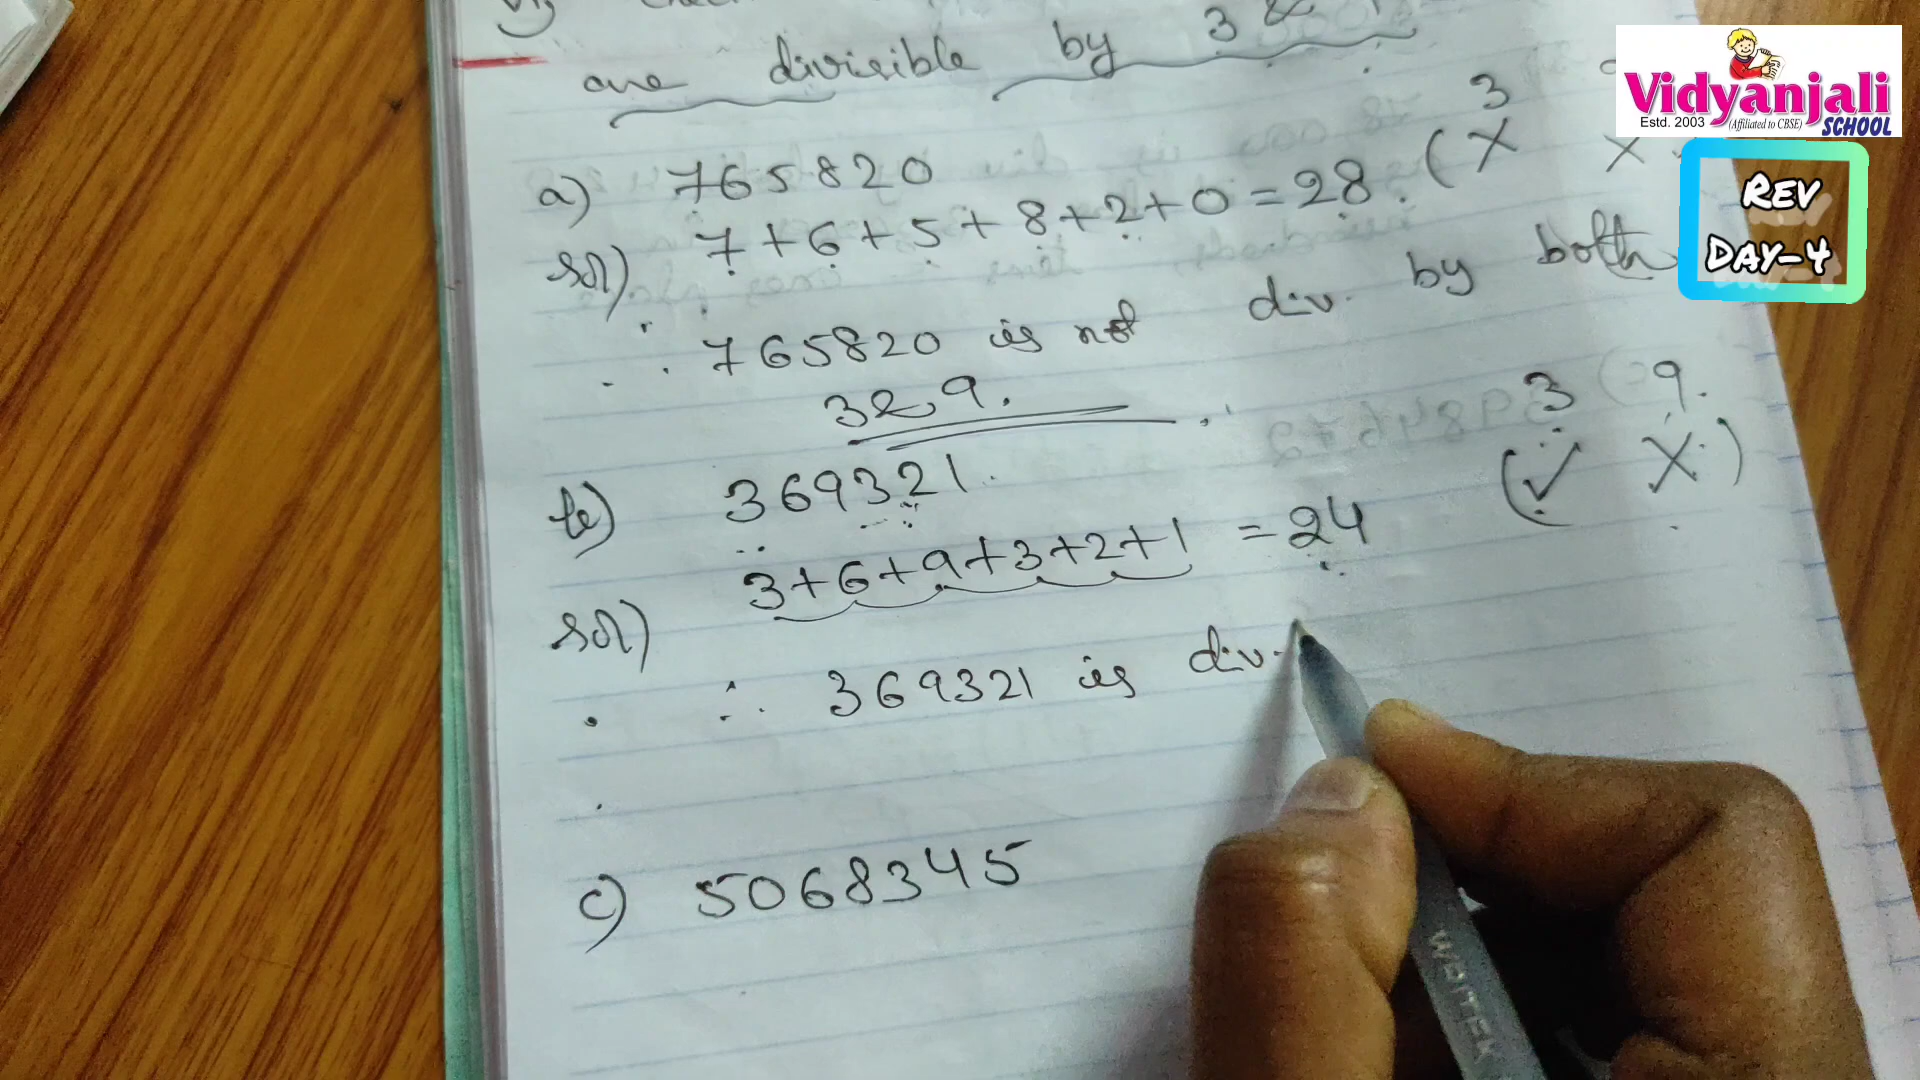 are divisible by 3 &
3
a) 765820
sol) 7+6+5+8+2+0=28. (X X
∴ 765820 is not div. by both
3 & 9.
3 9.
b) 369321. (✓ X)
sol) 3+6+9+3+2+1 = 24
∴ 369321 is div.
c) 5068345
WRITEK
Vidyanjali
Estd. 2003 (Affiliated to CBSE) SCHOOL
REV
DAY-4